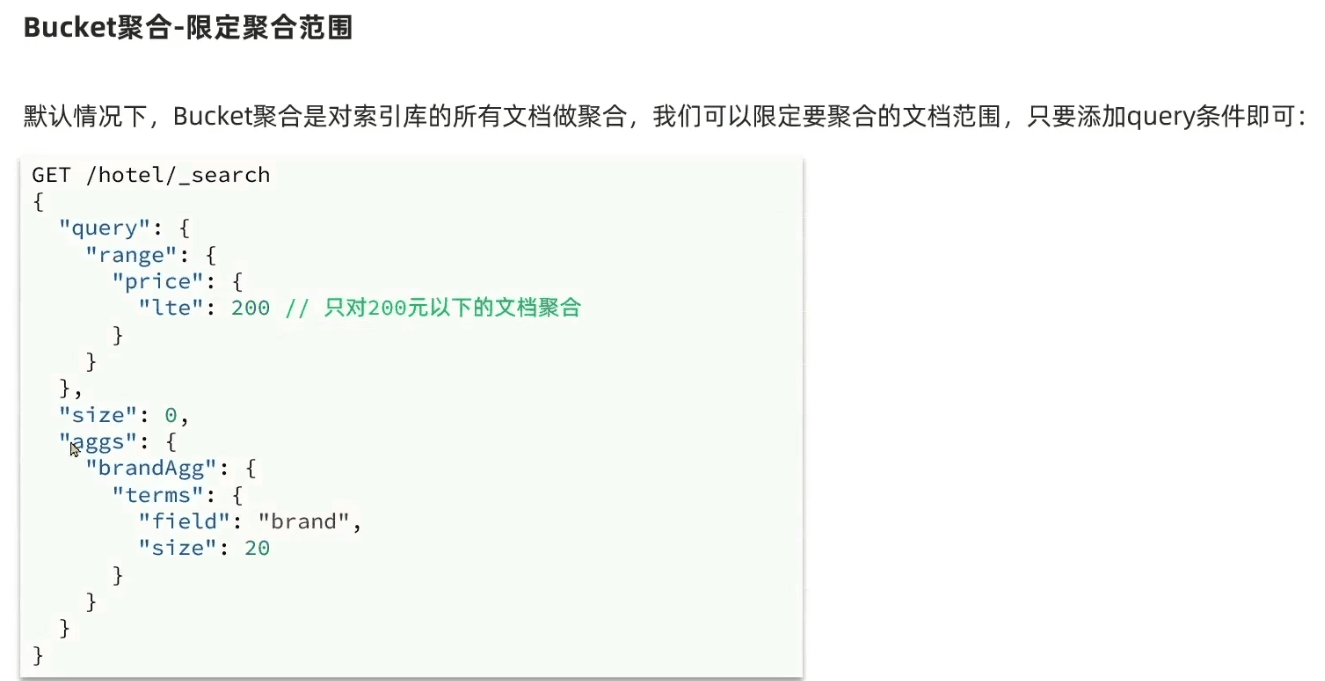 Bucket聚合-限定聚合范围
默认情况下，Bucket聚合是对索引库的所有文档做聚合，我们可以限定要聚合的文档范围，只要添加query条件即可：
GET /hotel/_search
{
  "query": {
    "range": {
      "price": {
        "lte": 200 // 只对200元以下的文档聚合
      }
    }
  },
  "size": 0,
  "aggs": {
    "brandAgg": {
      "terms": {
        "field": "brand",
        "size": 20
      }
    }
  }
}